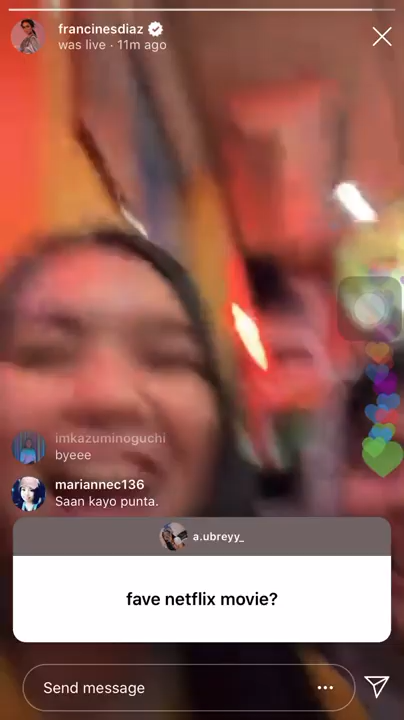 francinesdiaz
was live · 11m ago
imkazuminoguchi
byeee
mariannec136
Saan kayo punta.
a.ubreyy_
fave netflix movie?
Send message